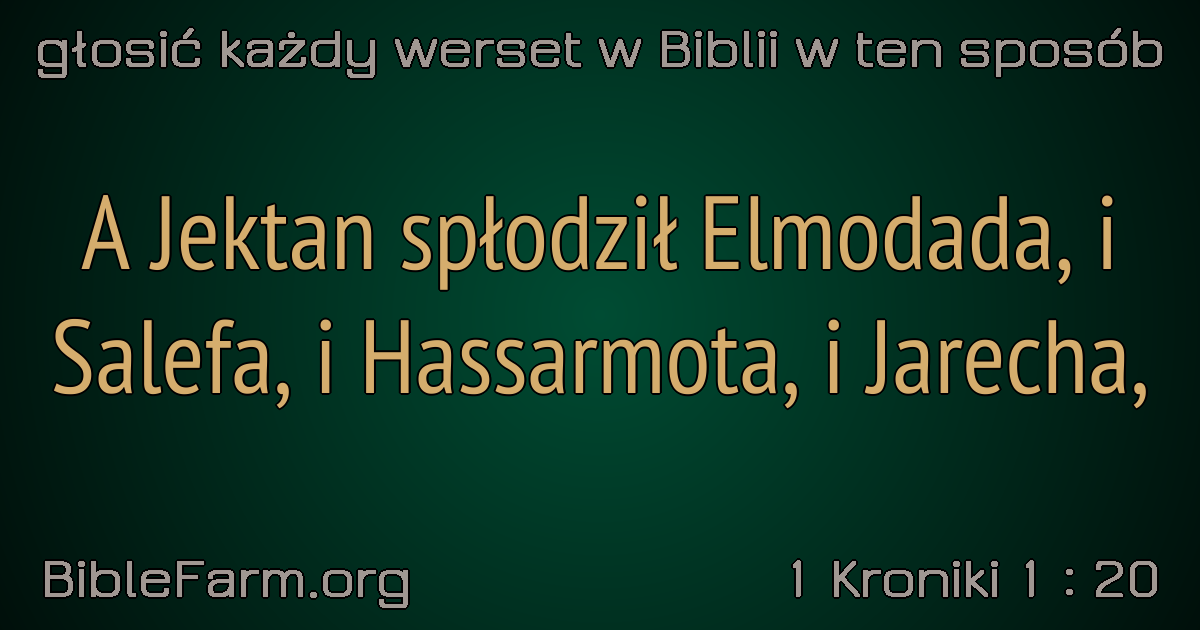 głosić każdy werset w Biblii w ten sposób
A Jektan spłodził Elmodada, i
Salefa, i Hassarmota, i Jarecha,
BibleFarm.org
1 Kroniki 1 : 20